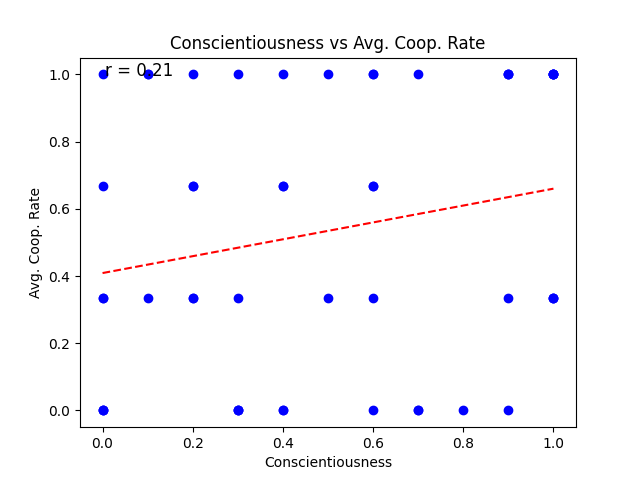 Conscientiousness vs Avg. Coop. Rate
r = 0.21
1.0
0.8
0.6
0.4
0.2
0.0
Avg. Coop. Rate
0.0 0.2 0.4 0.6 0.8 1.0
Conscientiousness